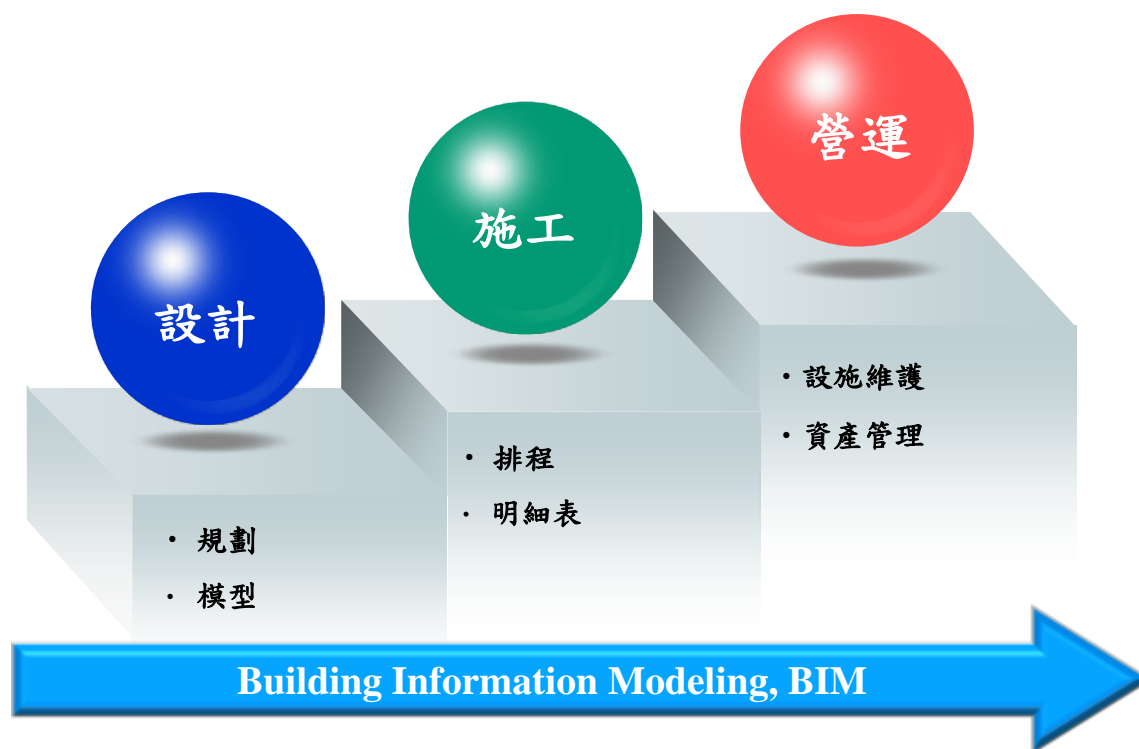 設計
・ 規劃
・ 模型
施工
・ 排程
・ 明細表
營運
・設施維護
・資產管理
Building Information Modeling, BIM